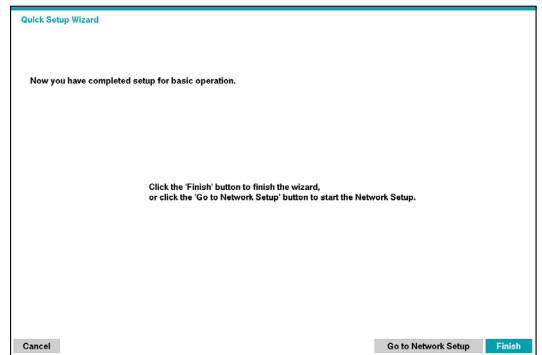 Quick Setup Wizard
Now you have completed setup for basic operation.
Click the 'Finish' button to finish the wizard,
or click the 'Go to Network Setup' button to start the Network Setup.
Cancel
Go to Network Setup
Finish